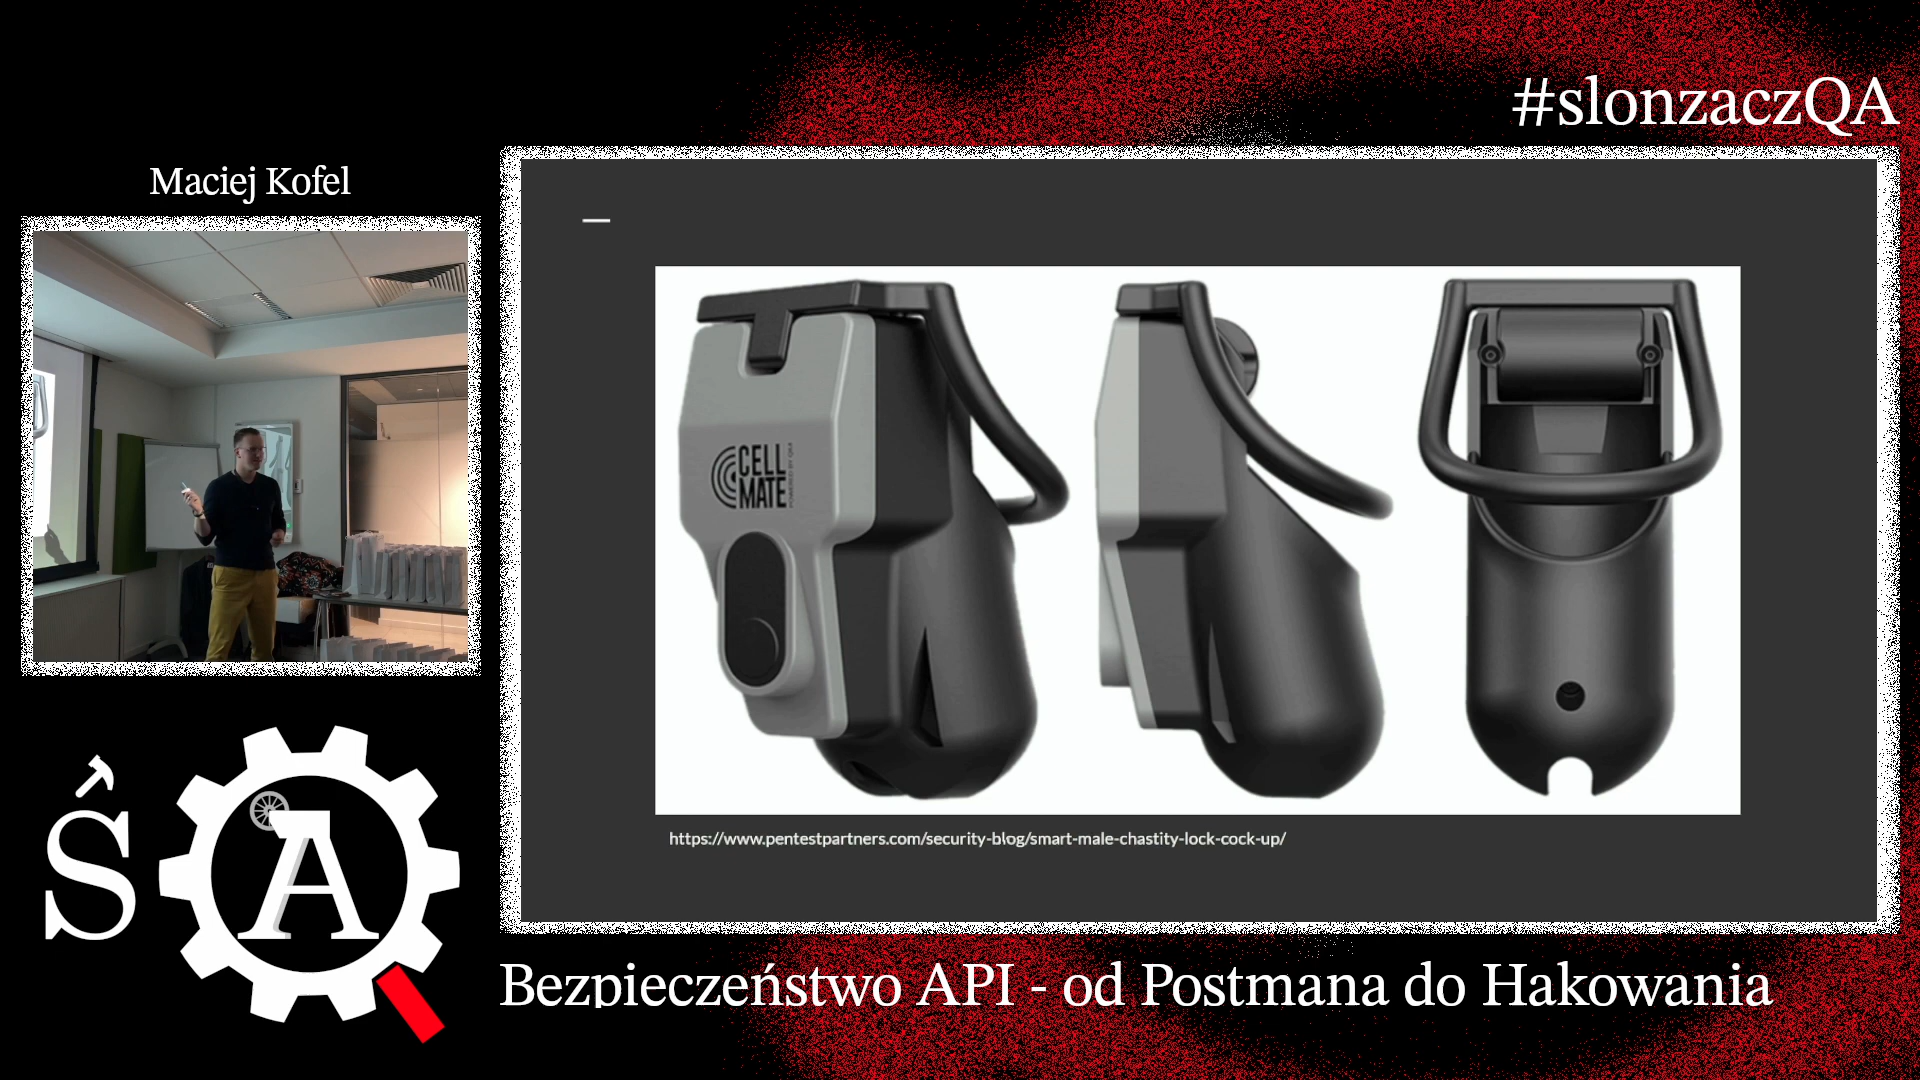 #slonzaczQA
Maciej Kofel
CELL
MATE
https://www.pentestpartners.com/security-blog/smart-male-chastity-lock-cock-up/
Ś A
Bezpieczeństwo API - od Postmana do Hakowania